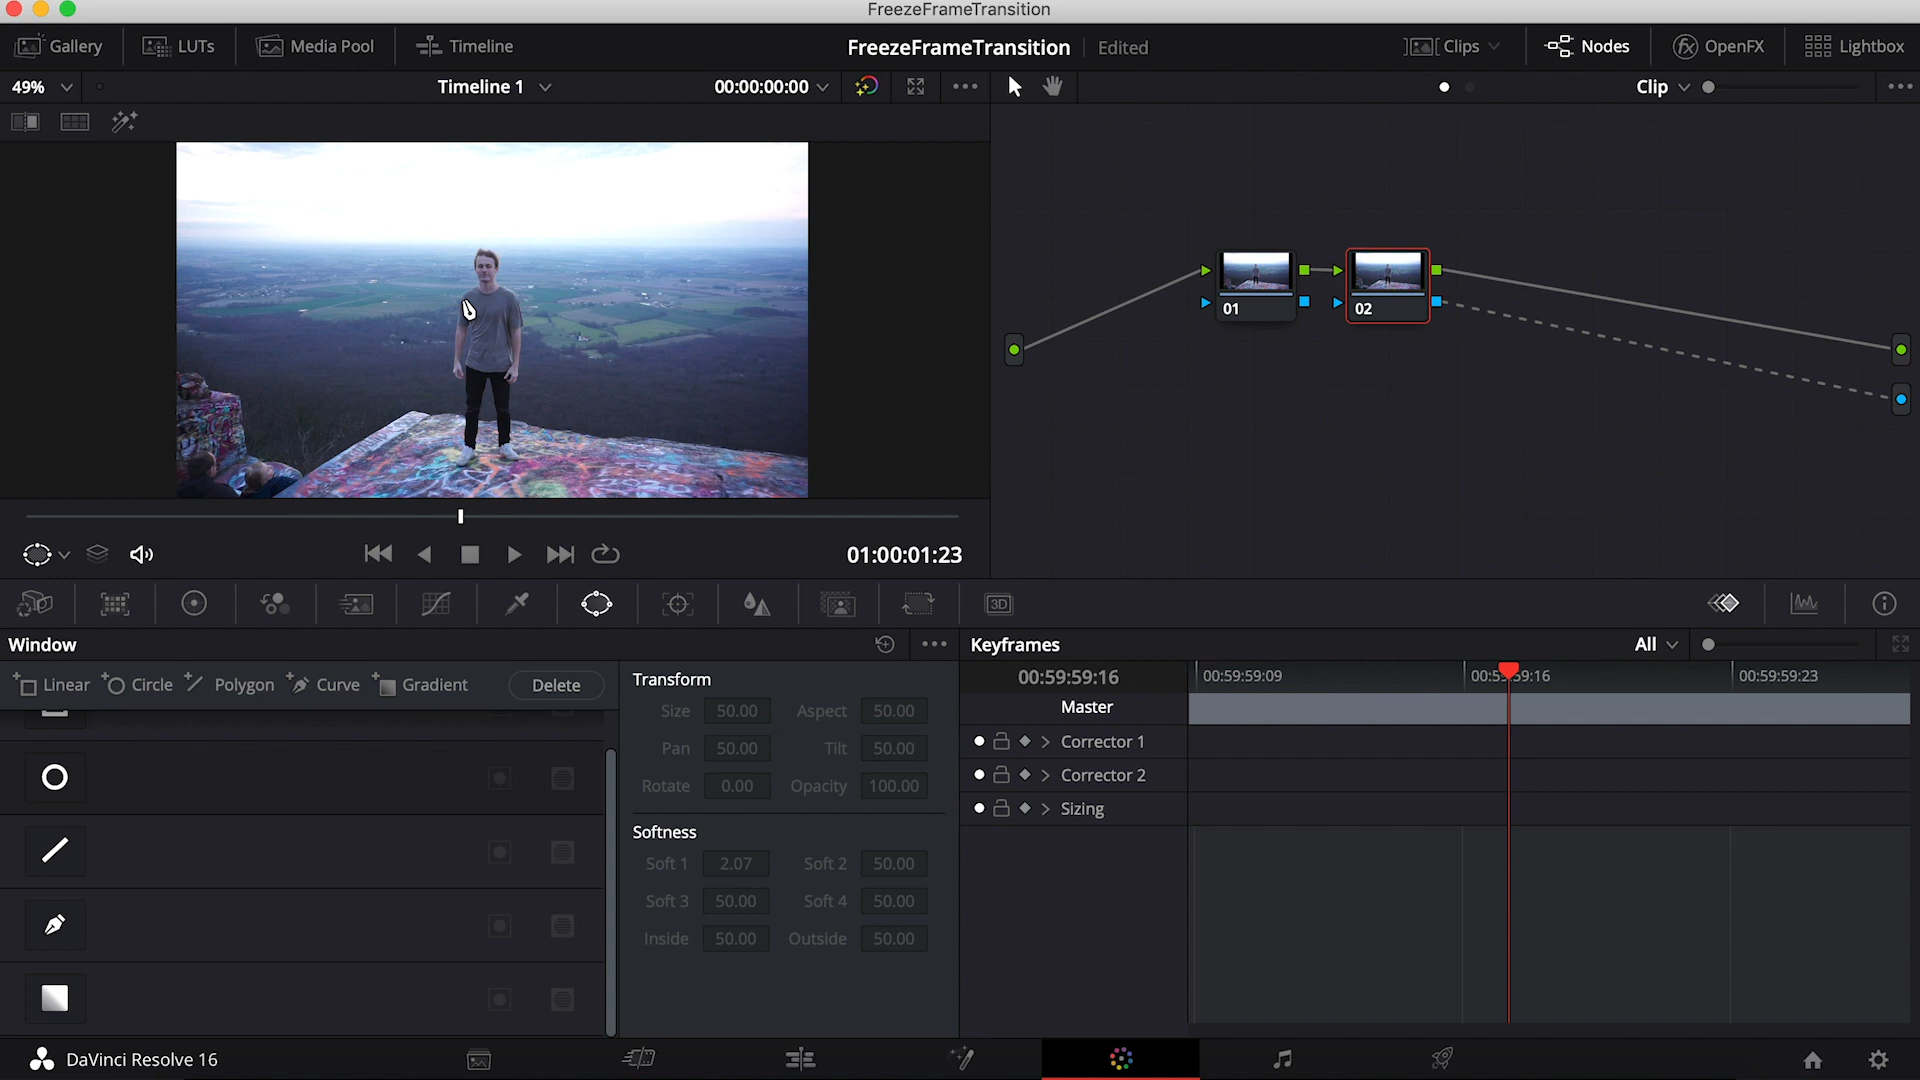 FreezeFrameTransition
Gallery LUTs Media Pool Timeline FreezeFrameTransition Edited Clips Nodes OpenFX Lightbox
49% Timeline 1 00:00:00:00 Clip
01 02
01:00:01:23
3D
Window Keyframes All
Linear Circle Polygon Curve Gradient Delete
Transform
Size 50.00 Aspect 50.00
Pan 50.00 Tilt 50.00
Rotate 0.00 Opacity 100.00
Softness
Soft 1 2.07 Soft 2 50.00
Soft 3 50.00 Soft 4 50.00
Inside 50.00 Outside 50.00
00:59:59:16 00:59:59:09 00:59:59:16 00:59:59:23
Master
Corrector 1
Corrector 2
Sizing
DaVinci Resolve 16